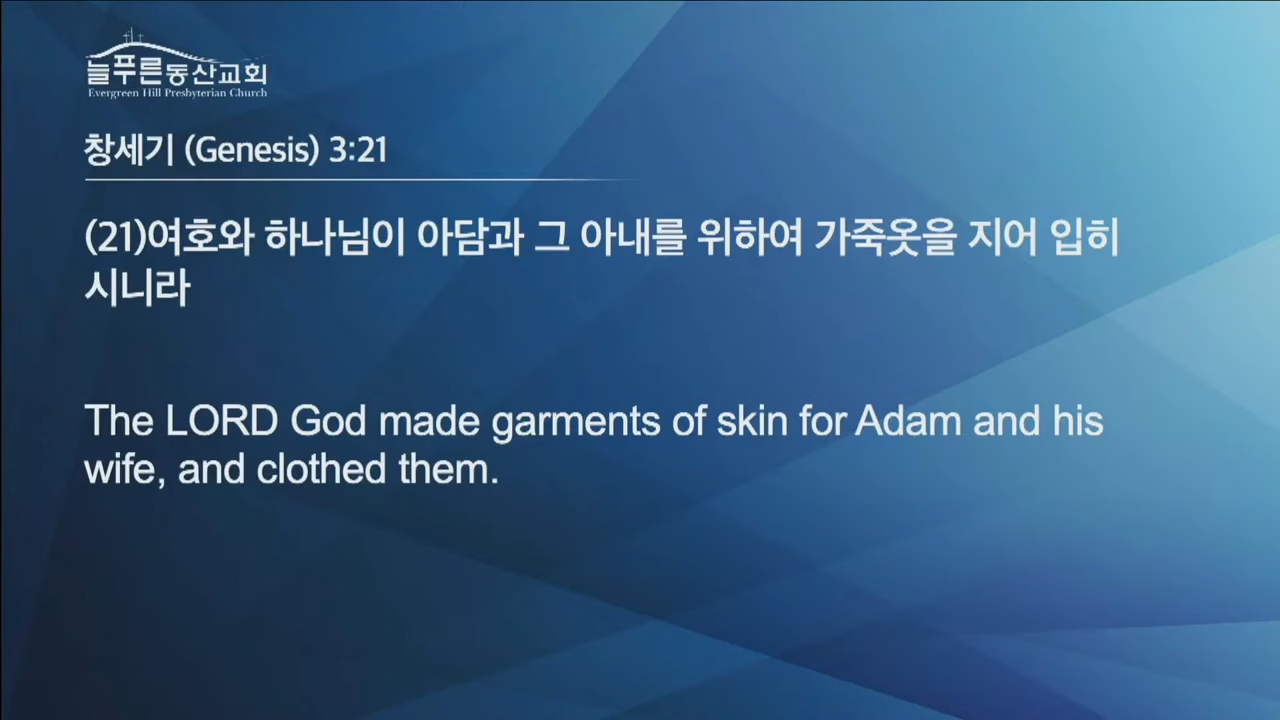 늘푸른동산교회
Evergreen Hill Presbyterian Church
창세기 (Genesis) 3:21
(21)여호와 하나님이 아담과 그 아내를 위하여 가죽옷을 지어 입히
시니라
The LORD God made garments of skin for Adam and his
wife, and clothed them.